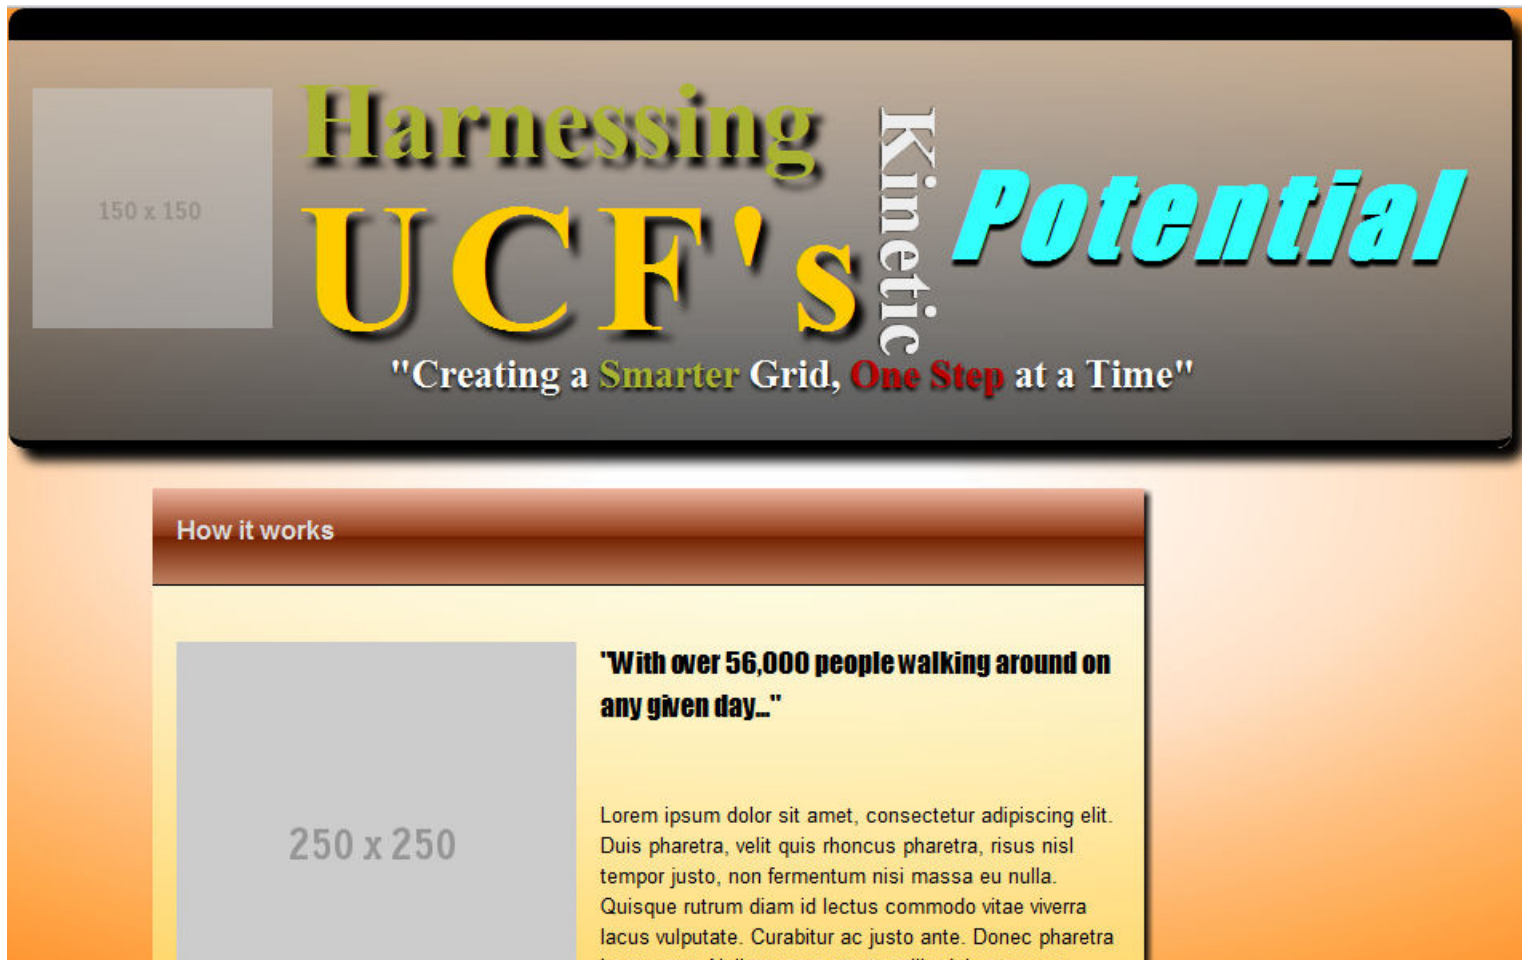 150 x 150
Harnessing
UCF's
Kinetic
Potential
"Creating a Smarter Grid, One Step at a Time"
How it works
250 x 250
"With over 56,000 people walking around on
any given day..."
Lorem ipsum dolor sit amet, consectetur adipiscing elit.
Duis pharetra, velit quis rhoncus pharetra, risus nisl
tempor justo, non fermentum nisi massa eu nulla.
Quisque rutrum diam id lectus commodo vitae viverra
lacus vulputate. Curabitur ac justo ante. Donec pharetra